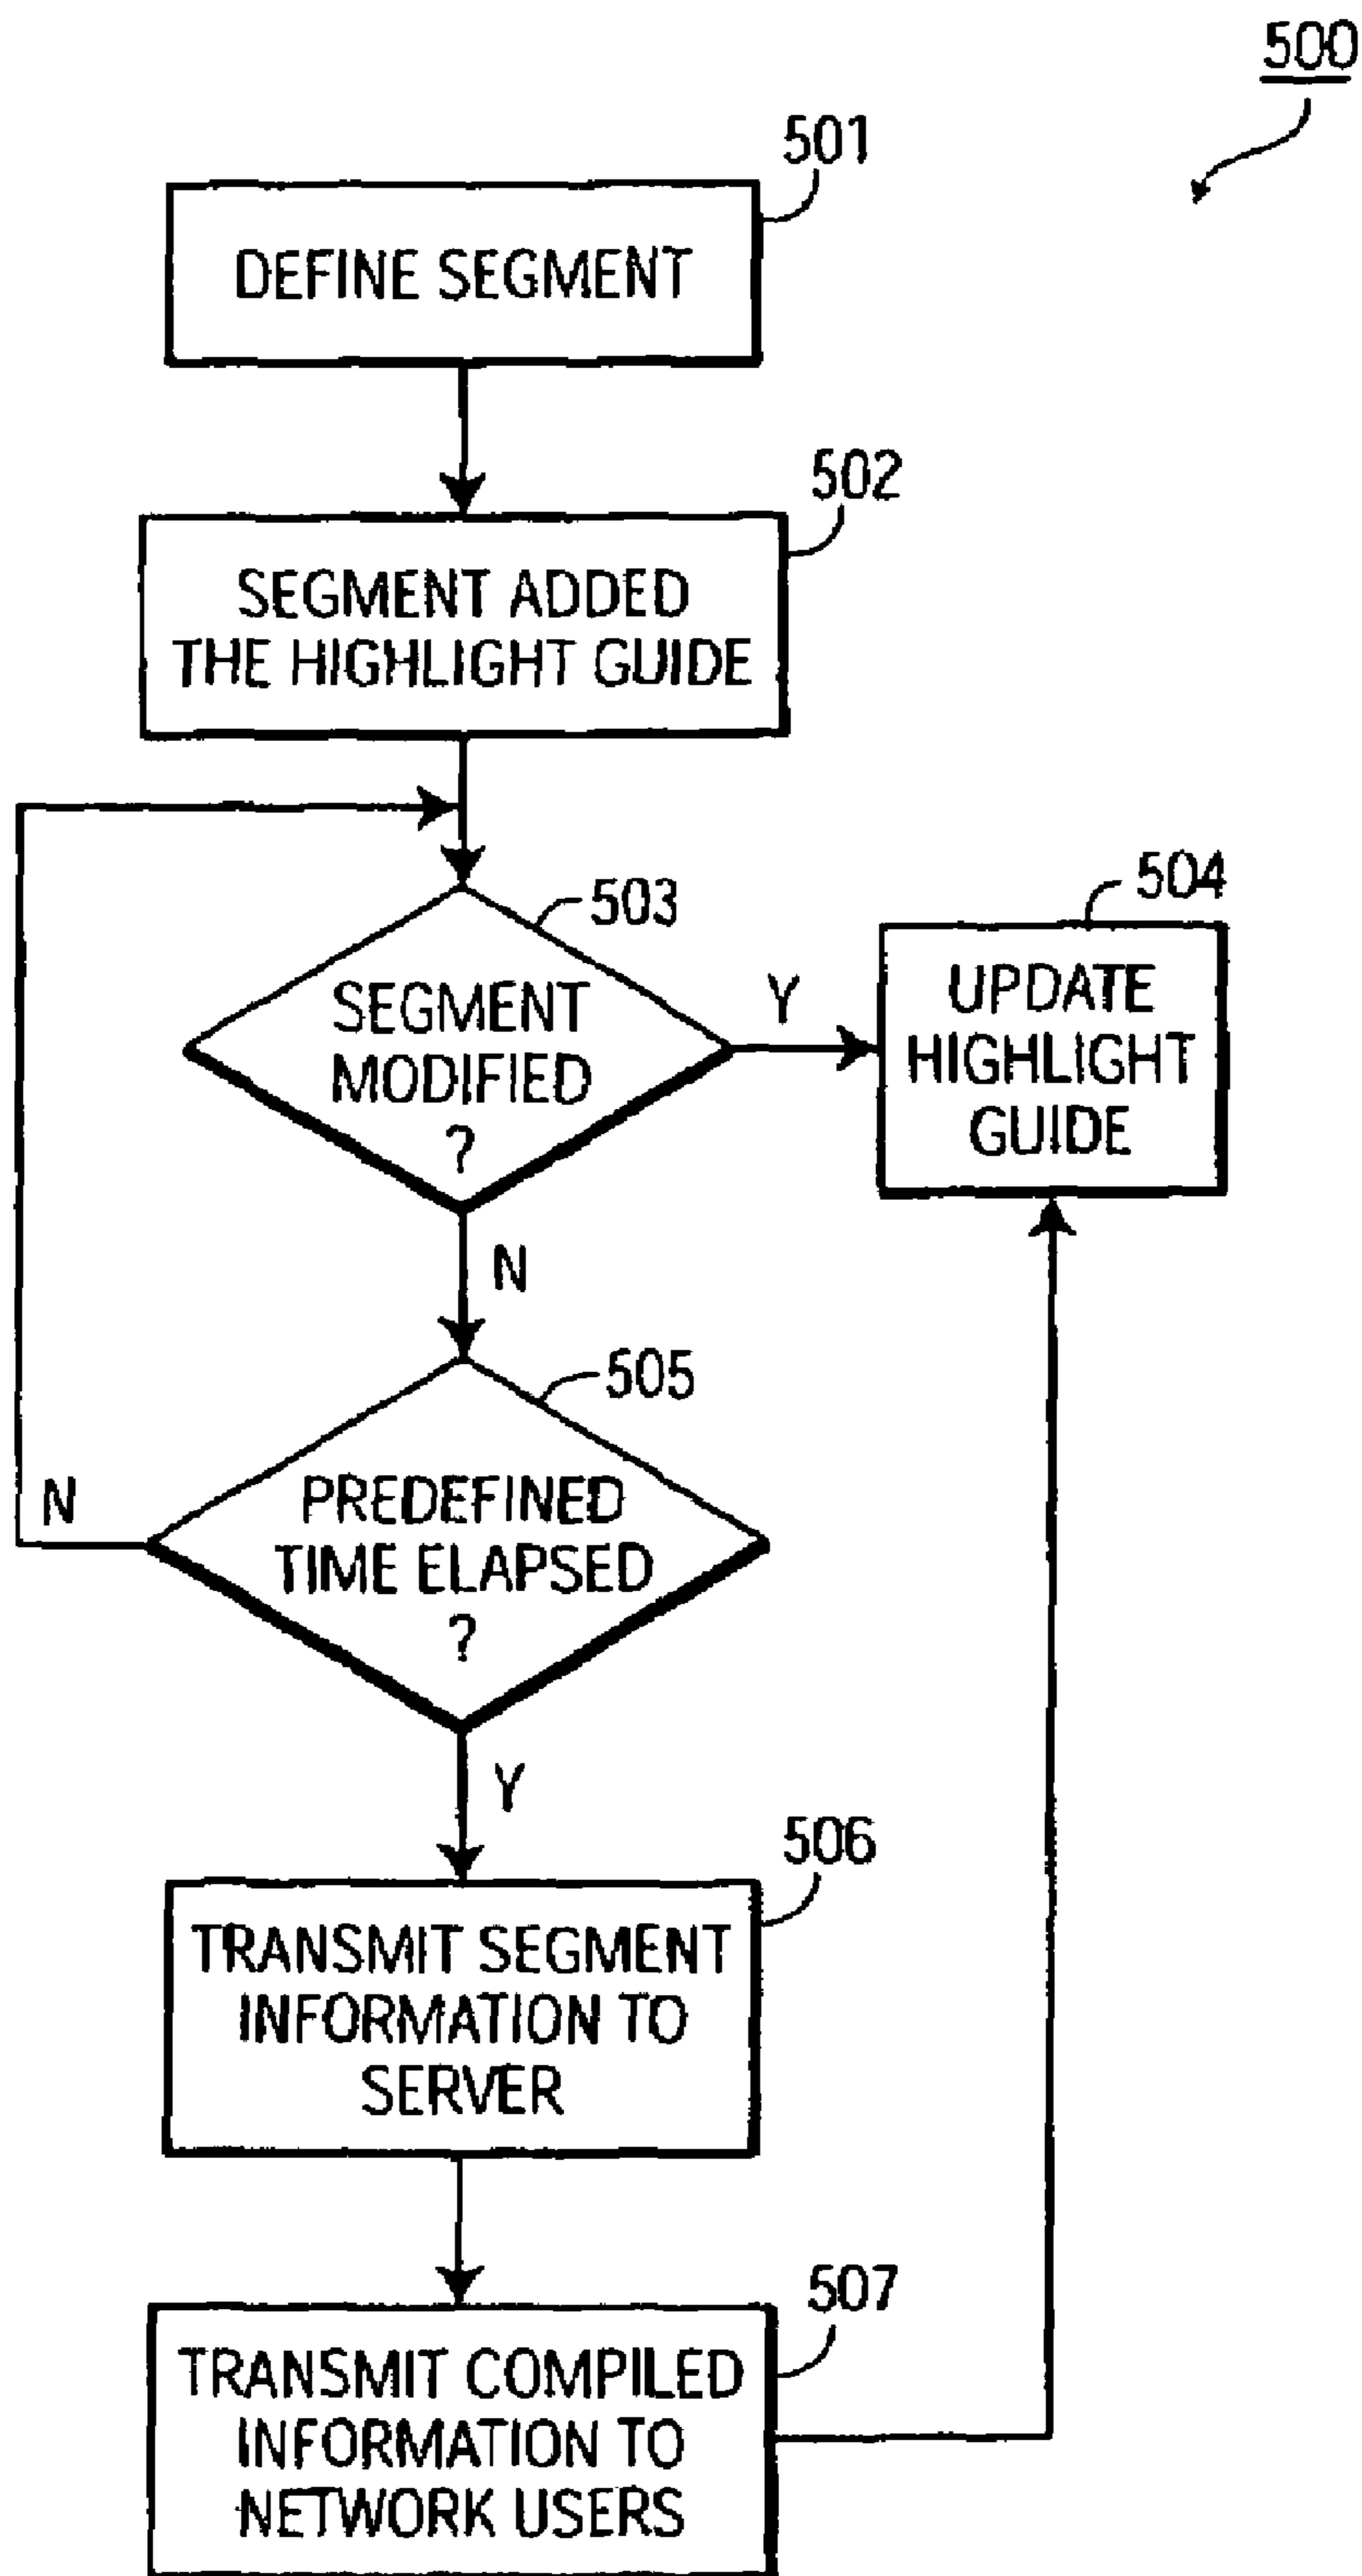 500
501
DEFINE SEGMENT
502
SEGMENT ADDED
THE HIGHLIGHT GUIDE
503
SEGMENT
MODIFIED
?
Y
504
UPDATE
HIGHLIGHT
GUIDE
N
505
PREDEFINED
TIME ELAPSED
?
N
Y
506
TRANSMIT SEGMENT
INFORMATION TO
SERVER
507
TRANSMIT COMPILED
INFORMATION TO
NETWORK USERS